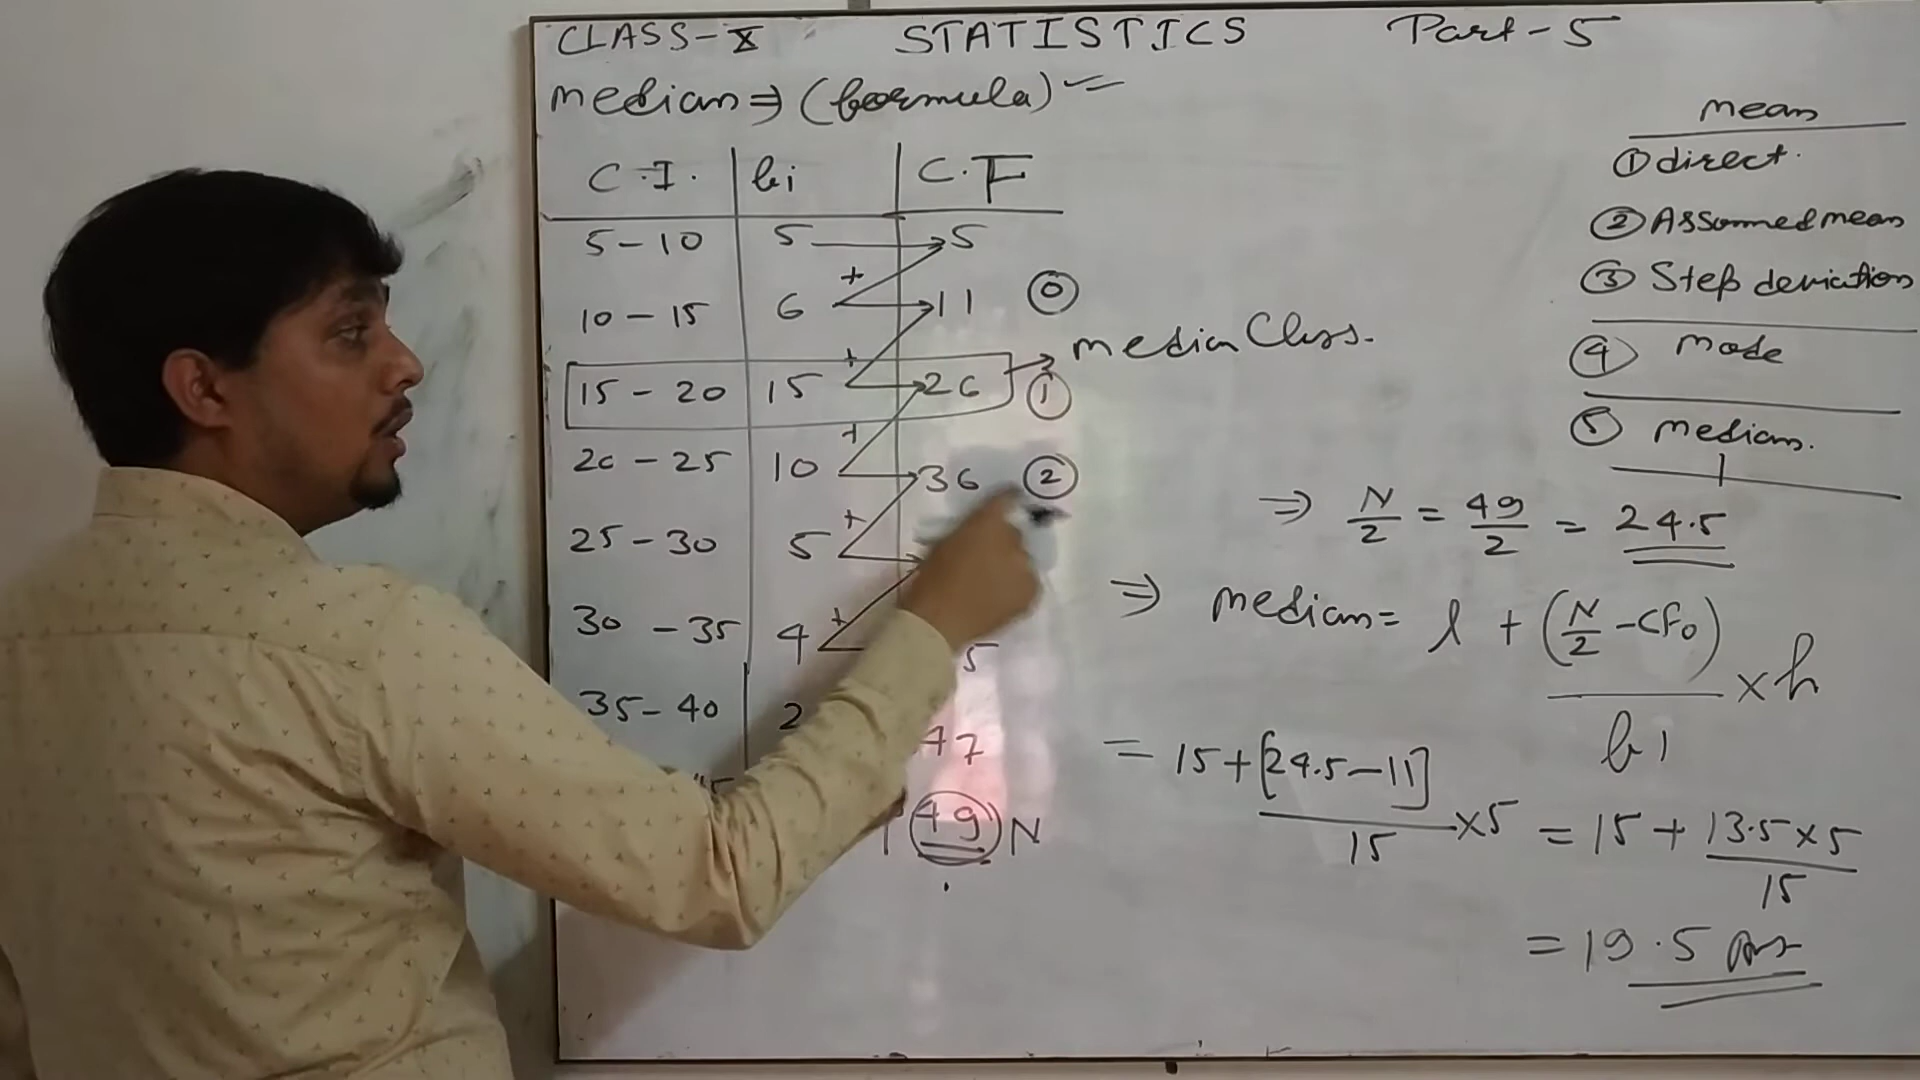 CLASS-X STATISTICS Part-5
Median ⇒ (formula)
C.I. fi C.F
5-10 5 5
10-15 6 11 ⓪
15-20 15 26 ① → median Class.
20-25 10 36 ②
25-30 5
30-35 4 5
35-40 2 47
49 N
mean
① direct.
② Assommed mean
③ Step deviation
④ mode
⑤ median.
⇒ N/2 = 49/2 = 24.5
⇒ median = l + (N/2 - CF₀)/f1 × h
= 15 + [24.5-11]/15 ×5 = 15 + 13.5×5/15
= 19.5 Ans